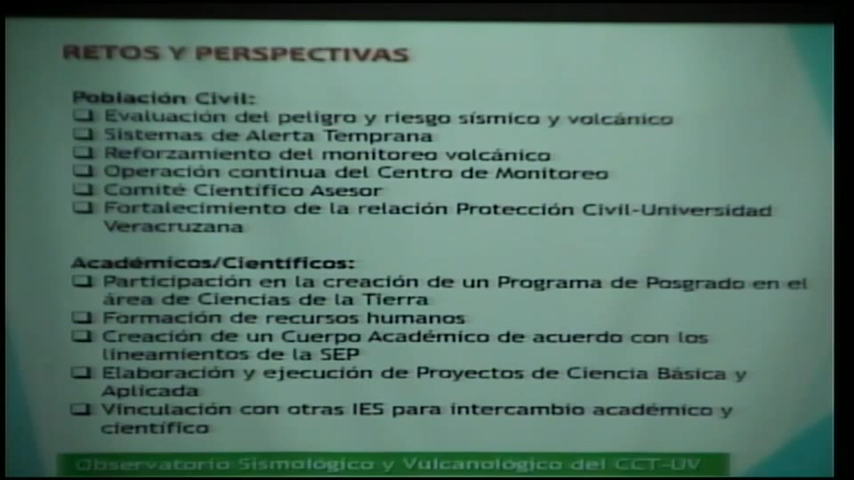 RETOS Y PERSPECTIVAS
Población Civil:
❑ Evaluación del peligro y riesgo sísmico y volcánico
❑ Sistemas de Alerta Temprana
❑ Reforzamiento del monitoreo volcánico
❑ Operación continua del Centro de Monitoreo
❑ Comité Científico Asesor
❑ Fortalecimiento de la relación Protección Civil-Universidad
Veracruzana
Académicos/Científicos:
❑ Participación en la creación de un Programa de Posgrado en el
área de Ciencias de la Tierra
❑ Formación de recursos humanos
❑ Creación de un Cuerpo Académico de acuerdo con los
lineamientos de la SEP
❑ Elaboración y ejecución de Proyectos de Ciencia Básica y
Aplicada
❑ Vinculación con otras IES para intercambio académico y
científico
Observatorio Sismológico y Vulcanológico del CCT-UV